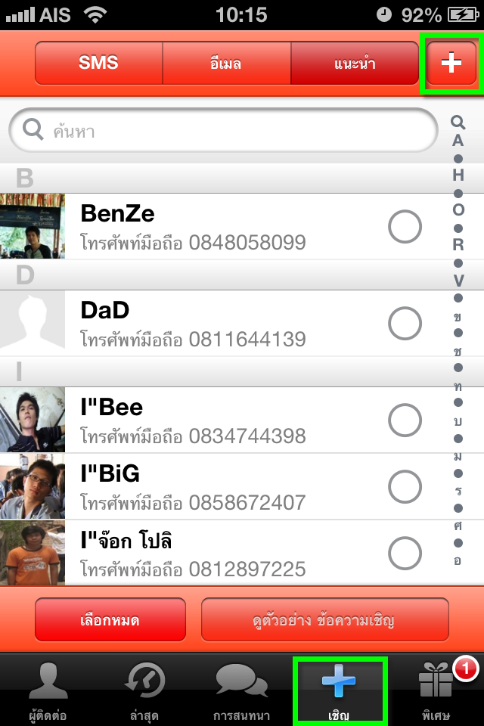 AIS 10:15 92%
SMS อีเมล แนะนำ +
ค้นหา
A
H
O
R
V
ข
ช
ท
บ
ม
ร
ศ
อ
B
BenZe
โทรศัพท์มือถือ 0848058099
D
DaD
โทรศัพท์มือถือ 0811644139
I
I"Bee
โทรศัพท์มือถือ 0834744398
I"BiG
โทรศัพท์มือถือ 0858672407
I"จ๊อก โปลิ
โทรศัพท์มือถือ 0812897225
เลือกหมด ดูตัวอย่าง ข้อความเชิญ
1
ผู้ติดต่อ ล่าสุด การสนทนา เชิญ พิเศษ